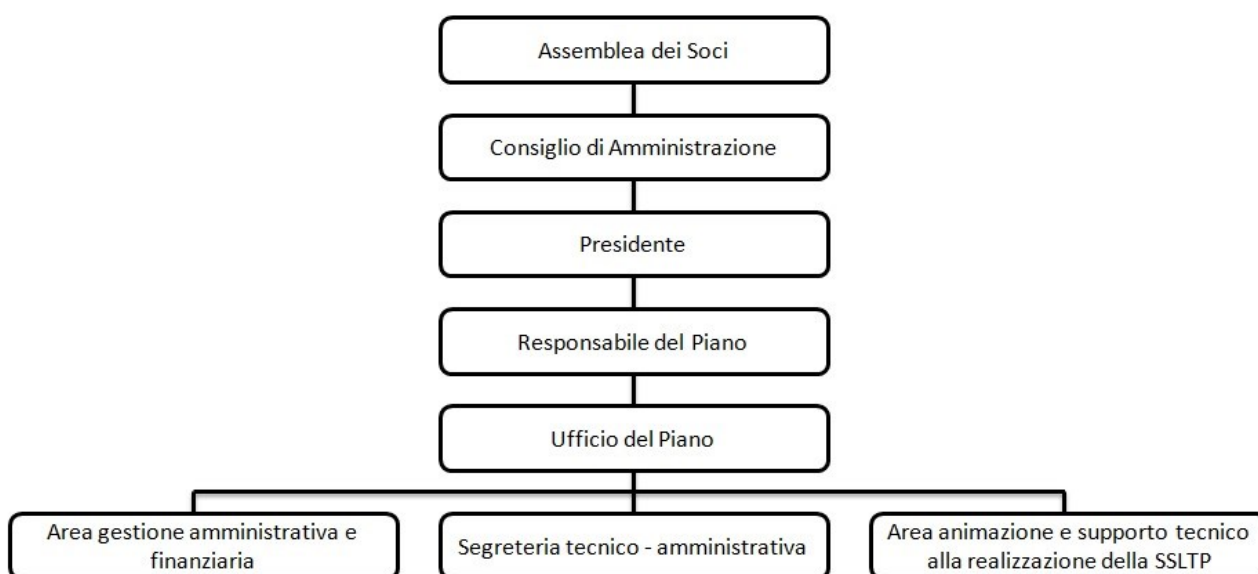 Assemblea dei Soci
Consiglio di Amministrazione
Presidente
Responsabile del Piano
Ufficio del Piano
Area gestione amministrativa e
finanziaria
Segreteria tecnico - amministrativa
Area animazione e supporto tecnico
alla realizzazione della SSLTP